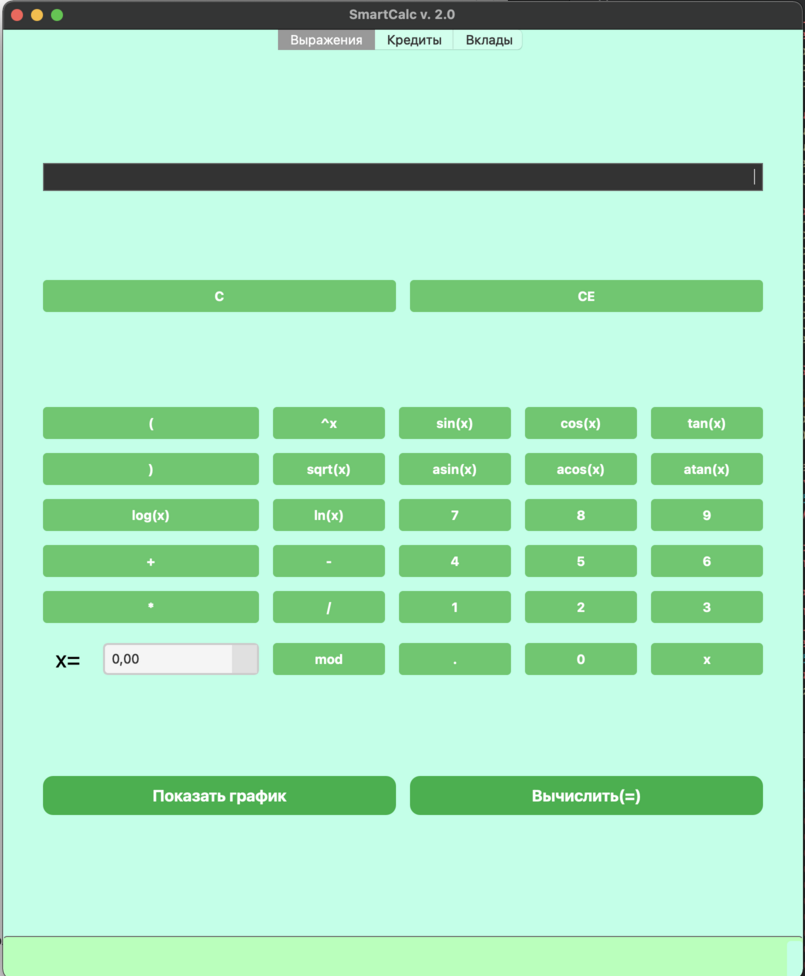 SmartCalc v. 2.0
Выражения Кредиты Вклады
C CE
( ^x sin(x) cos(x) tan(x)
) sqrt(x) asin(x) acos(x) atan(x)
log(x) ln(x) 7 8 9
+ - 4 5 6
* / 1 2 3
x= 0,00 mod . 0 x
Показать график Вычислить(=)